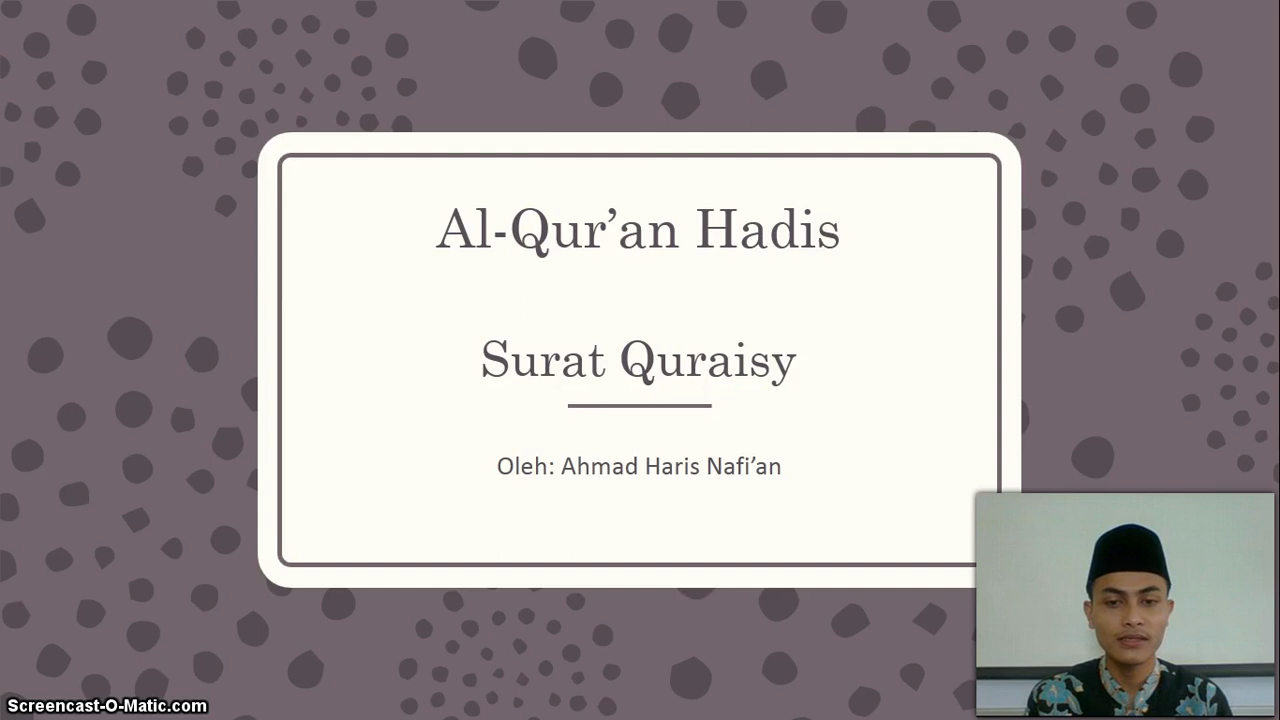 Al-Qur’an Hadis
Surat Quraisy
Oleh: Ahmad Haris Nafi’an
Screencast-O-Matic.com